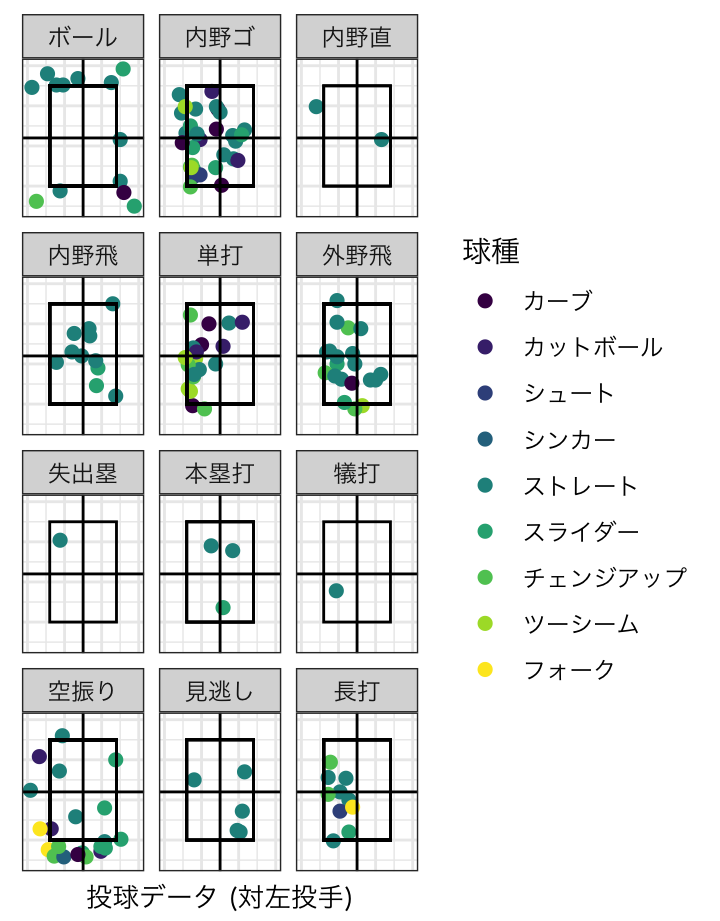 ボール
内野ゴ
内野直
内野飛
単打
外野飛
失出塁
本塁打
犠打
空振り
見逃し
長打
球種
カーブ
カットボール
シュート
シンカー
ストレート
スライダー
チェンジアップ
ツーシーム
フォーク
投球データ (対左投手)